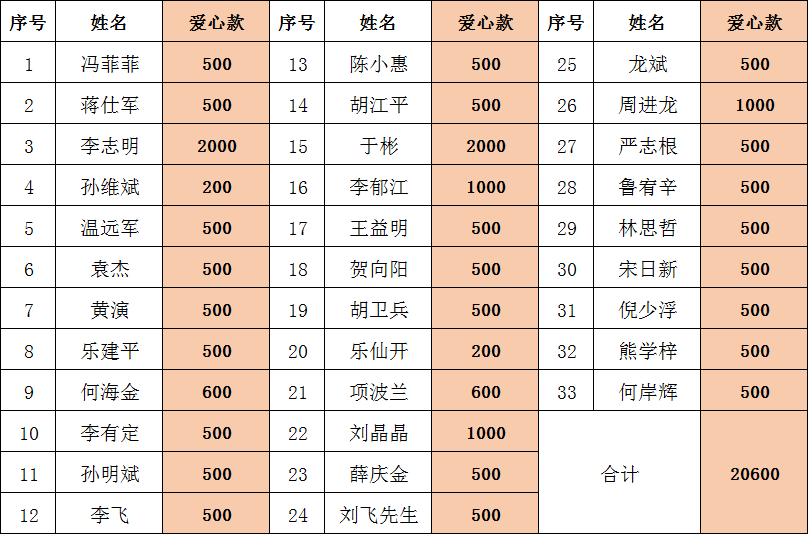 序号 姓名 爱心款 序号 姓名 爱心款 序号 姓名 爱心款
1 冯菲菲 500 13 陈小惠 500 25 龙斌 500
2 蒋仕军 500 14 胡江平 500 26 周进龙 1000
3 李志明 2000 15 于彬 2000 27 严志根 500
4 孙维斌 200 16 李郁江 1000 28 鲁宥辛 500
5 温远军 500 17 王益明 500 29 林思哲 500
6 袁杰 500 18 贺向阳 500 30 宋日新 500
7 黄演 500 19 胡卫兵 500 31 倪少浮 500
8 乐建平 500 20 乐仙开 200 32 熊学梓 500
9 何海金 600 21 项波兰 600 33 何岸辉 500
10 李有定 500 22 刘晶晶 1000
11 孙明斌 500 23 薛庆金 500 合计 20600
12 李飞 500 24 刘飞先生 500